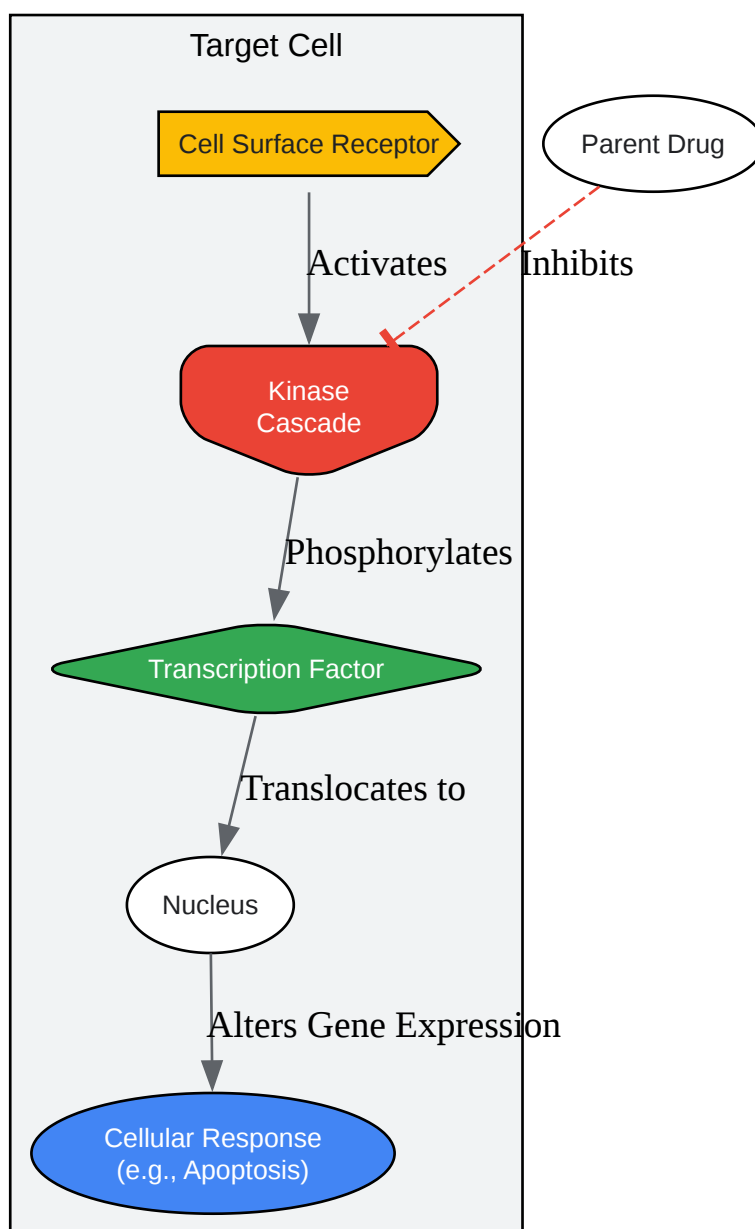 Target Cell
Cell Surface Receptor
Parent Drug
Activates
Inhibits
Kinase
Cascade
Phosphorylates
Transcription Factor
Translocates to
Nucleus
Alters Gene Expression
Cellular Response
(e.g., Apoptosis)